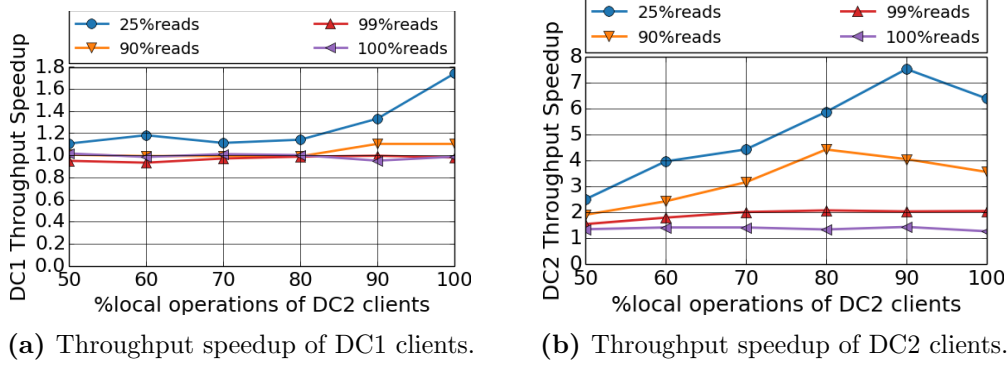 25%reads
99%reads
90%reads
100%reads
DC1 Throughput Speedup
1.8
1.6
1.4
1.2
1.0
0.8
0.6
0.4
0.2
0.0
50 60 70 80 90 100
%local operations of DC2 clients
(a) Throughput speedup of DC1 clients.
25%reads
99%reads
90%reads
100%reads
DC2 Throughput Speedup
8
7
6
5
4
3
2
1
0
50 60 70 80 90 100
%local operations of DC2 clients
(b) Throughput speedup of DC2 clients.